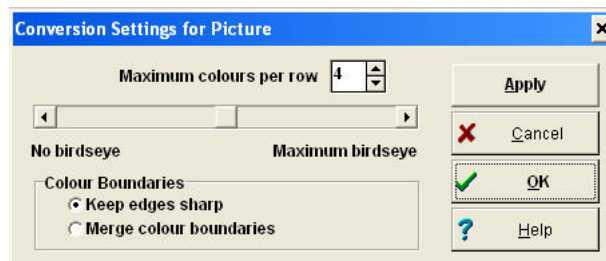 Conversion Settings for Picture
Maximum colours per row 4
Apply
Cancel
No birdseye Maximum birdseye
Colour Boundaries
OK
Keep edges sharp
Merge colour boundaries
Help